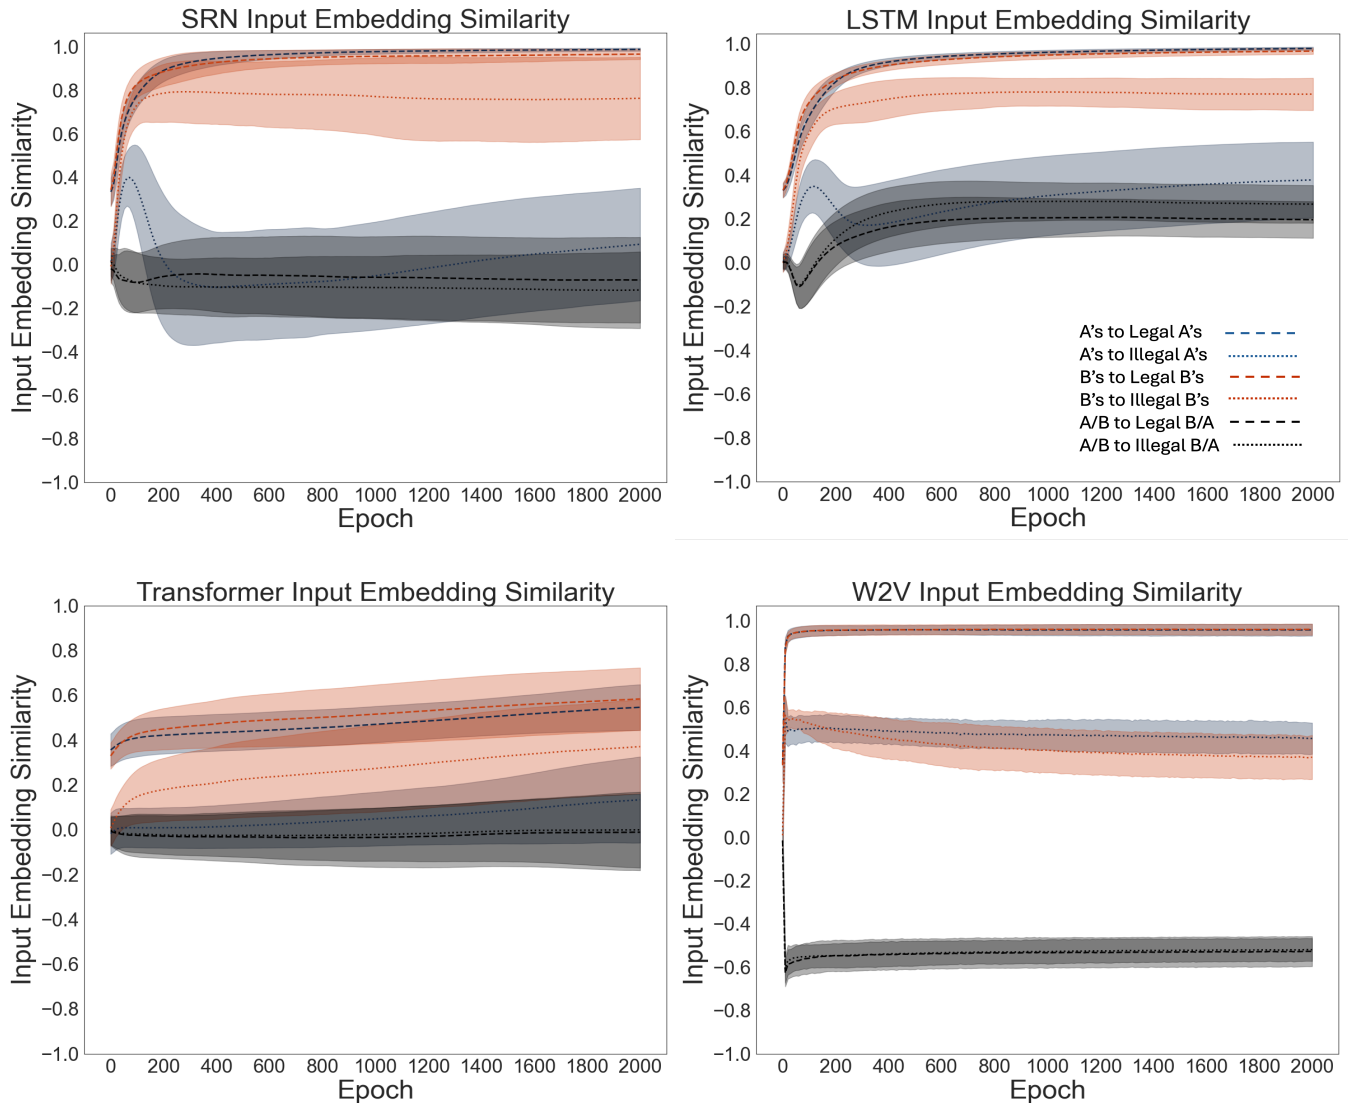 SRN Input Embedding Similarity
Input Embedding Similarity
1.0
0.8
0.6
0.4
0.2
0.0
−0.2
−0.4
−0.6
−0.8
−1.0
0 200 400 600 800 1000 1200 1400 1600 1800 2000
Epoch
LSTM Input Embedding Similarity
Input Embedding Similarity
1.0
0.8
0.6
0.4
0.2
0.0
−0.2
−0.4
−0.6
−0.8
−1.0
A's to Legal A's
A's to Illegal A's
B's to Legal B's
B's to Illegal B's
A/B to Legal B/A
A/B to Illegal B/A
0 200 400 600 800 1000 1200 1400 1600 1800 2000
Epoch
Transformer Input Embedding Similarity
Input Embedding Similarity
1.0
0.8
0.6
0.4
0.2
0.0
−0.2
−0.4
−0.6
−0.8
−1.0
0 200 400 600 800 1000 1200 1400 1600 1800 2000
Epoch
W2V Input Embedding Similarity
Input Embedding Similarity
1.0
0.8
0.6
0.4
0.2
0.0
−0.2
−0.4
−0.6
−0.8
−1.0
0 200 400 600 800 1000 1200 1400 1600 1800 2000
Epoch